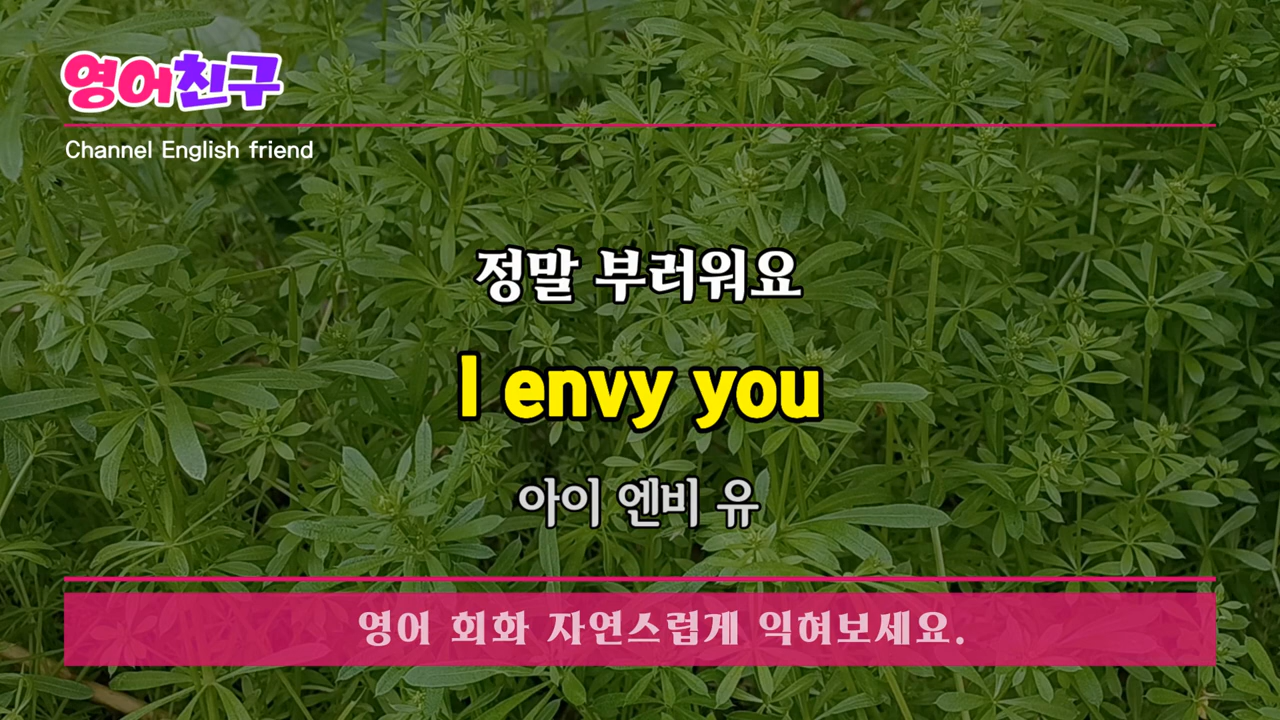 영어친구
Channel English friend
정말 부러워요
I envy you
아이 엔비 유
영어 회화 자연스럽게 익혀보세요.